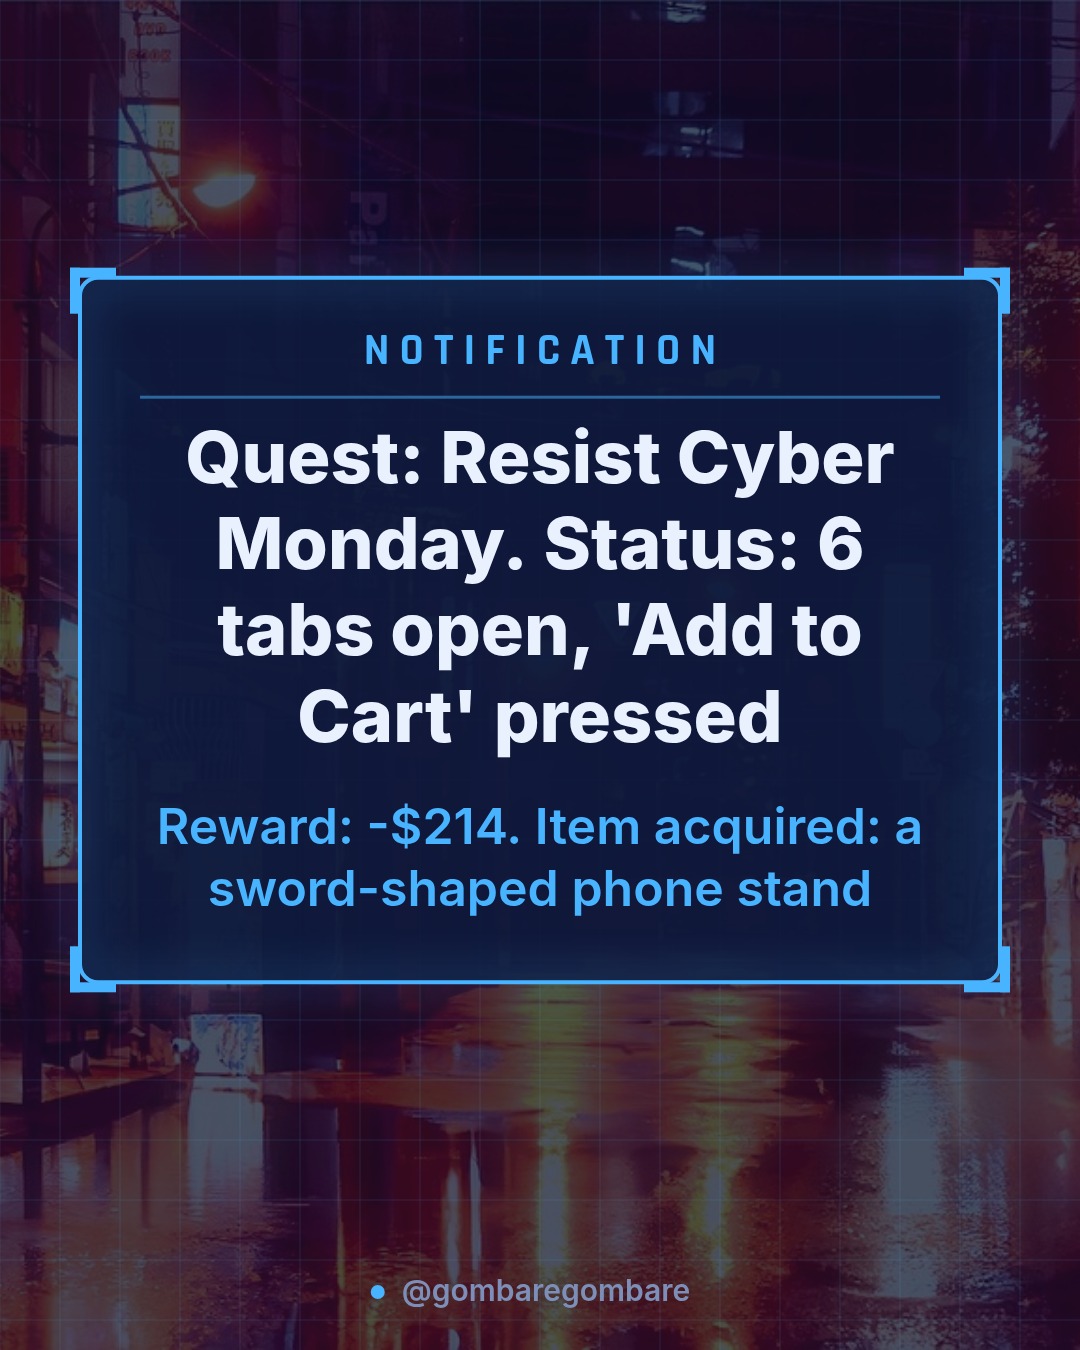 NOTIFICATION
Quest: Resist Cyber
Monday. Status: 6
tabs open, 'Add to
Cart' pressed
Reward: -$214. Item acquired: a
sword-shaped phone stand
@gombaregombare